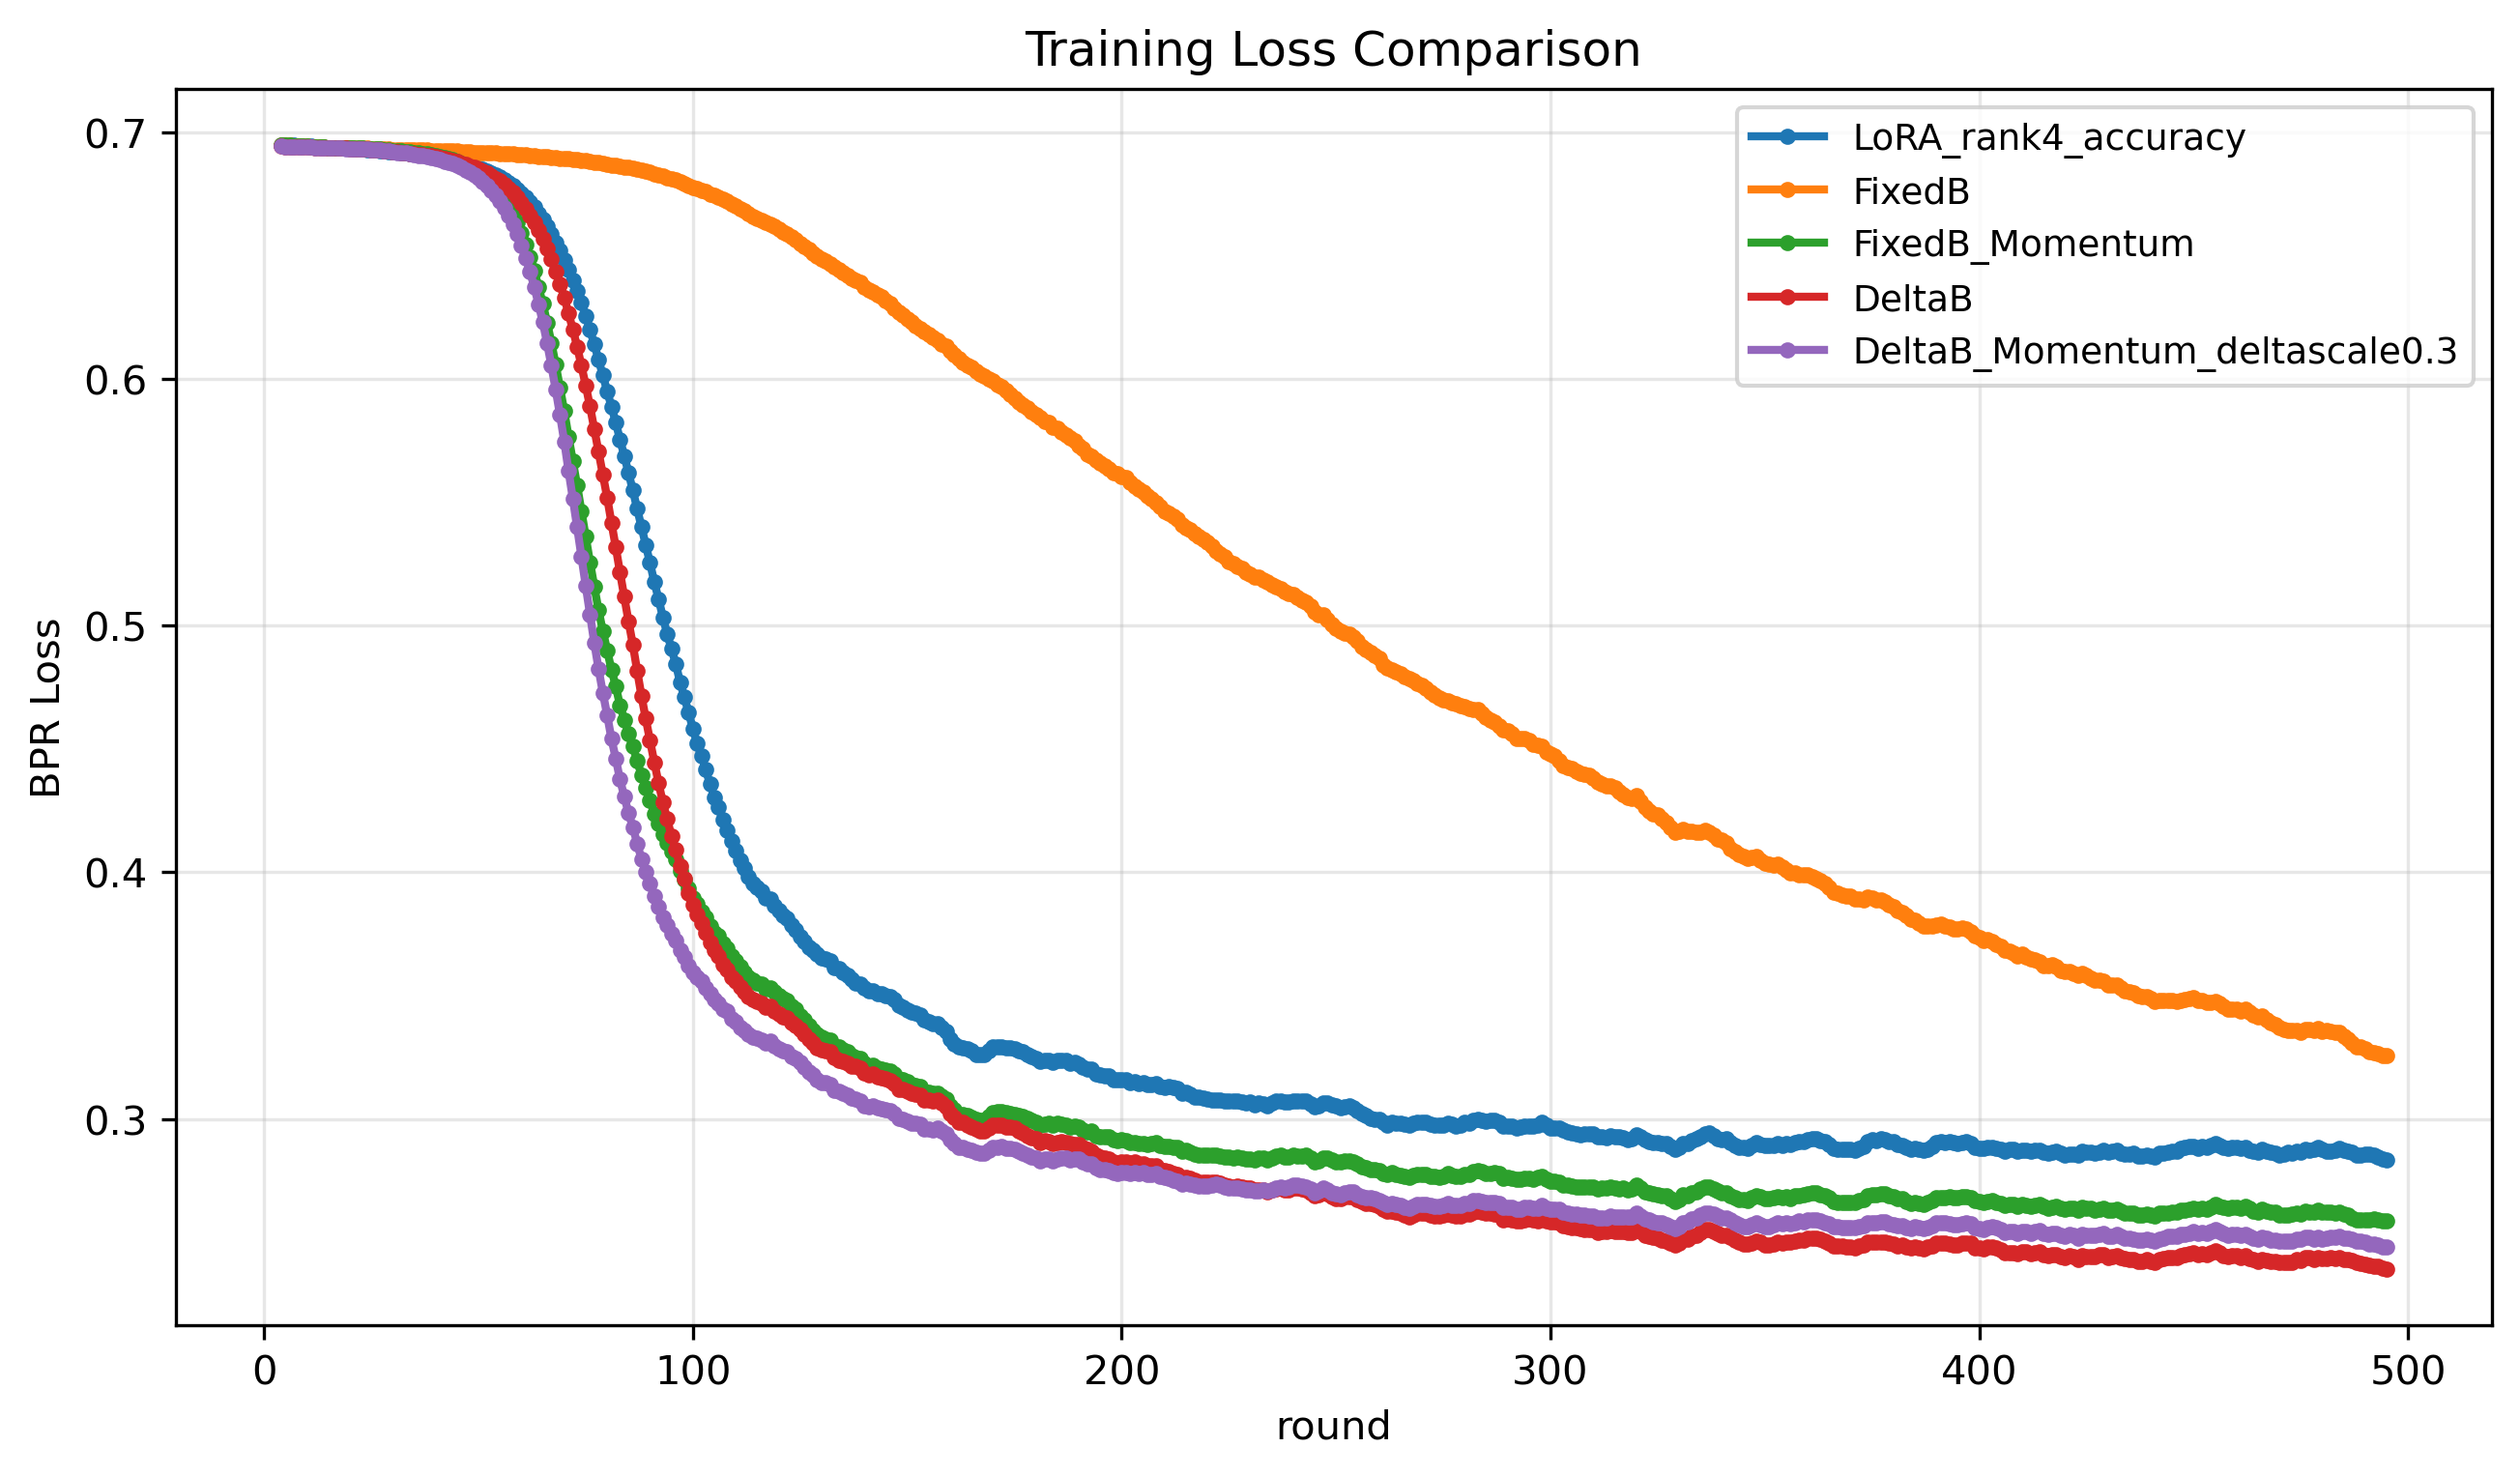 Training Loss Comparison
LoRA_rank4_accuracy
FixedB
FixedB_Momentum
DeltaB
DeltaB_Momentum_deltascale0.3
BPR Loss
0.7
0.6
0.5
0.4
0.3
0 100 200 300 400 500
round